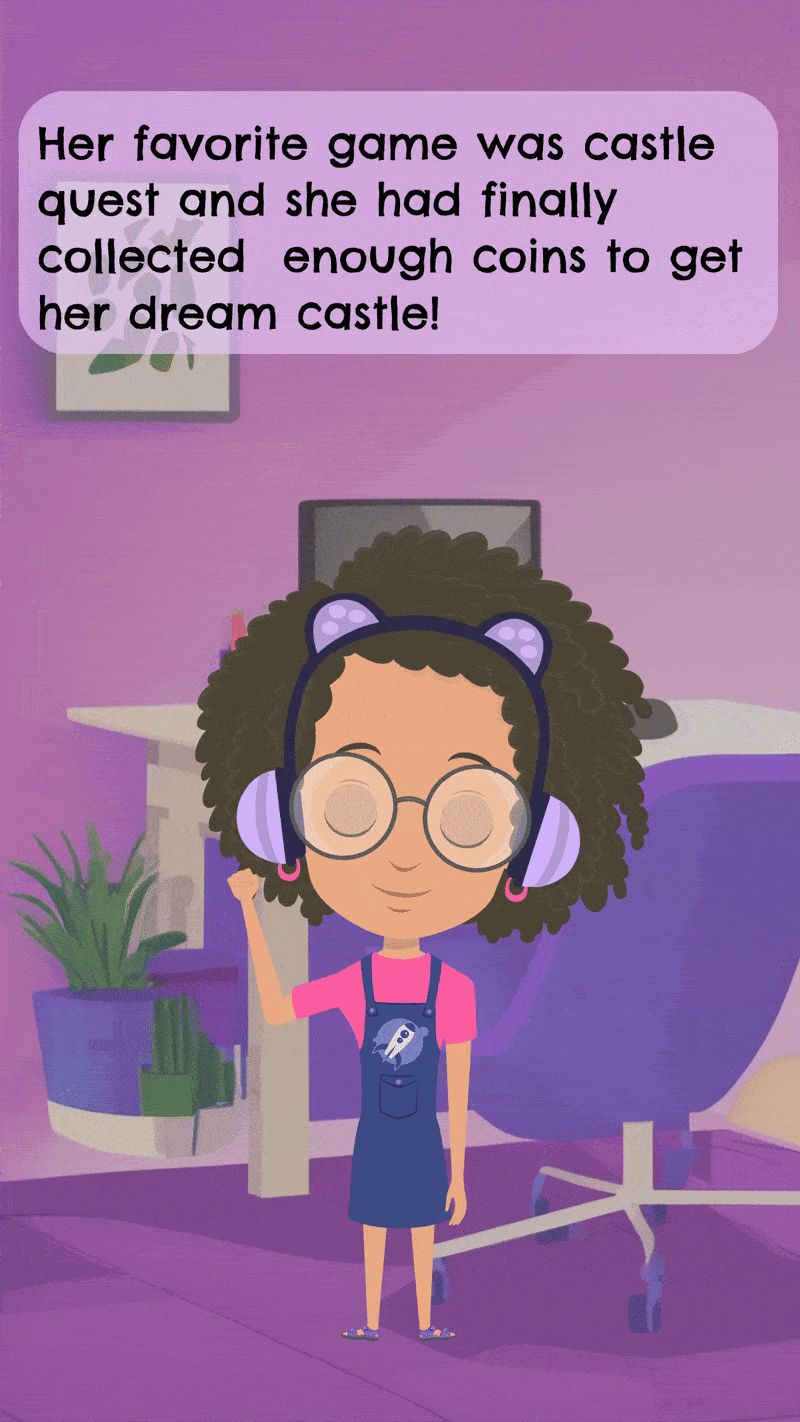 Her favorite game was castle
quest and she had finally
collected  enough coins to get
her dream castle!